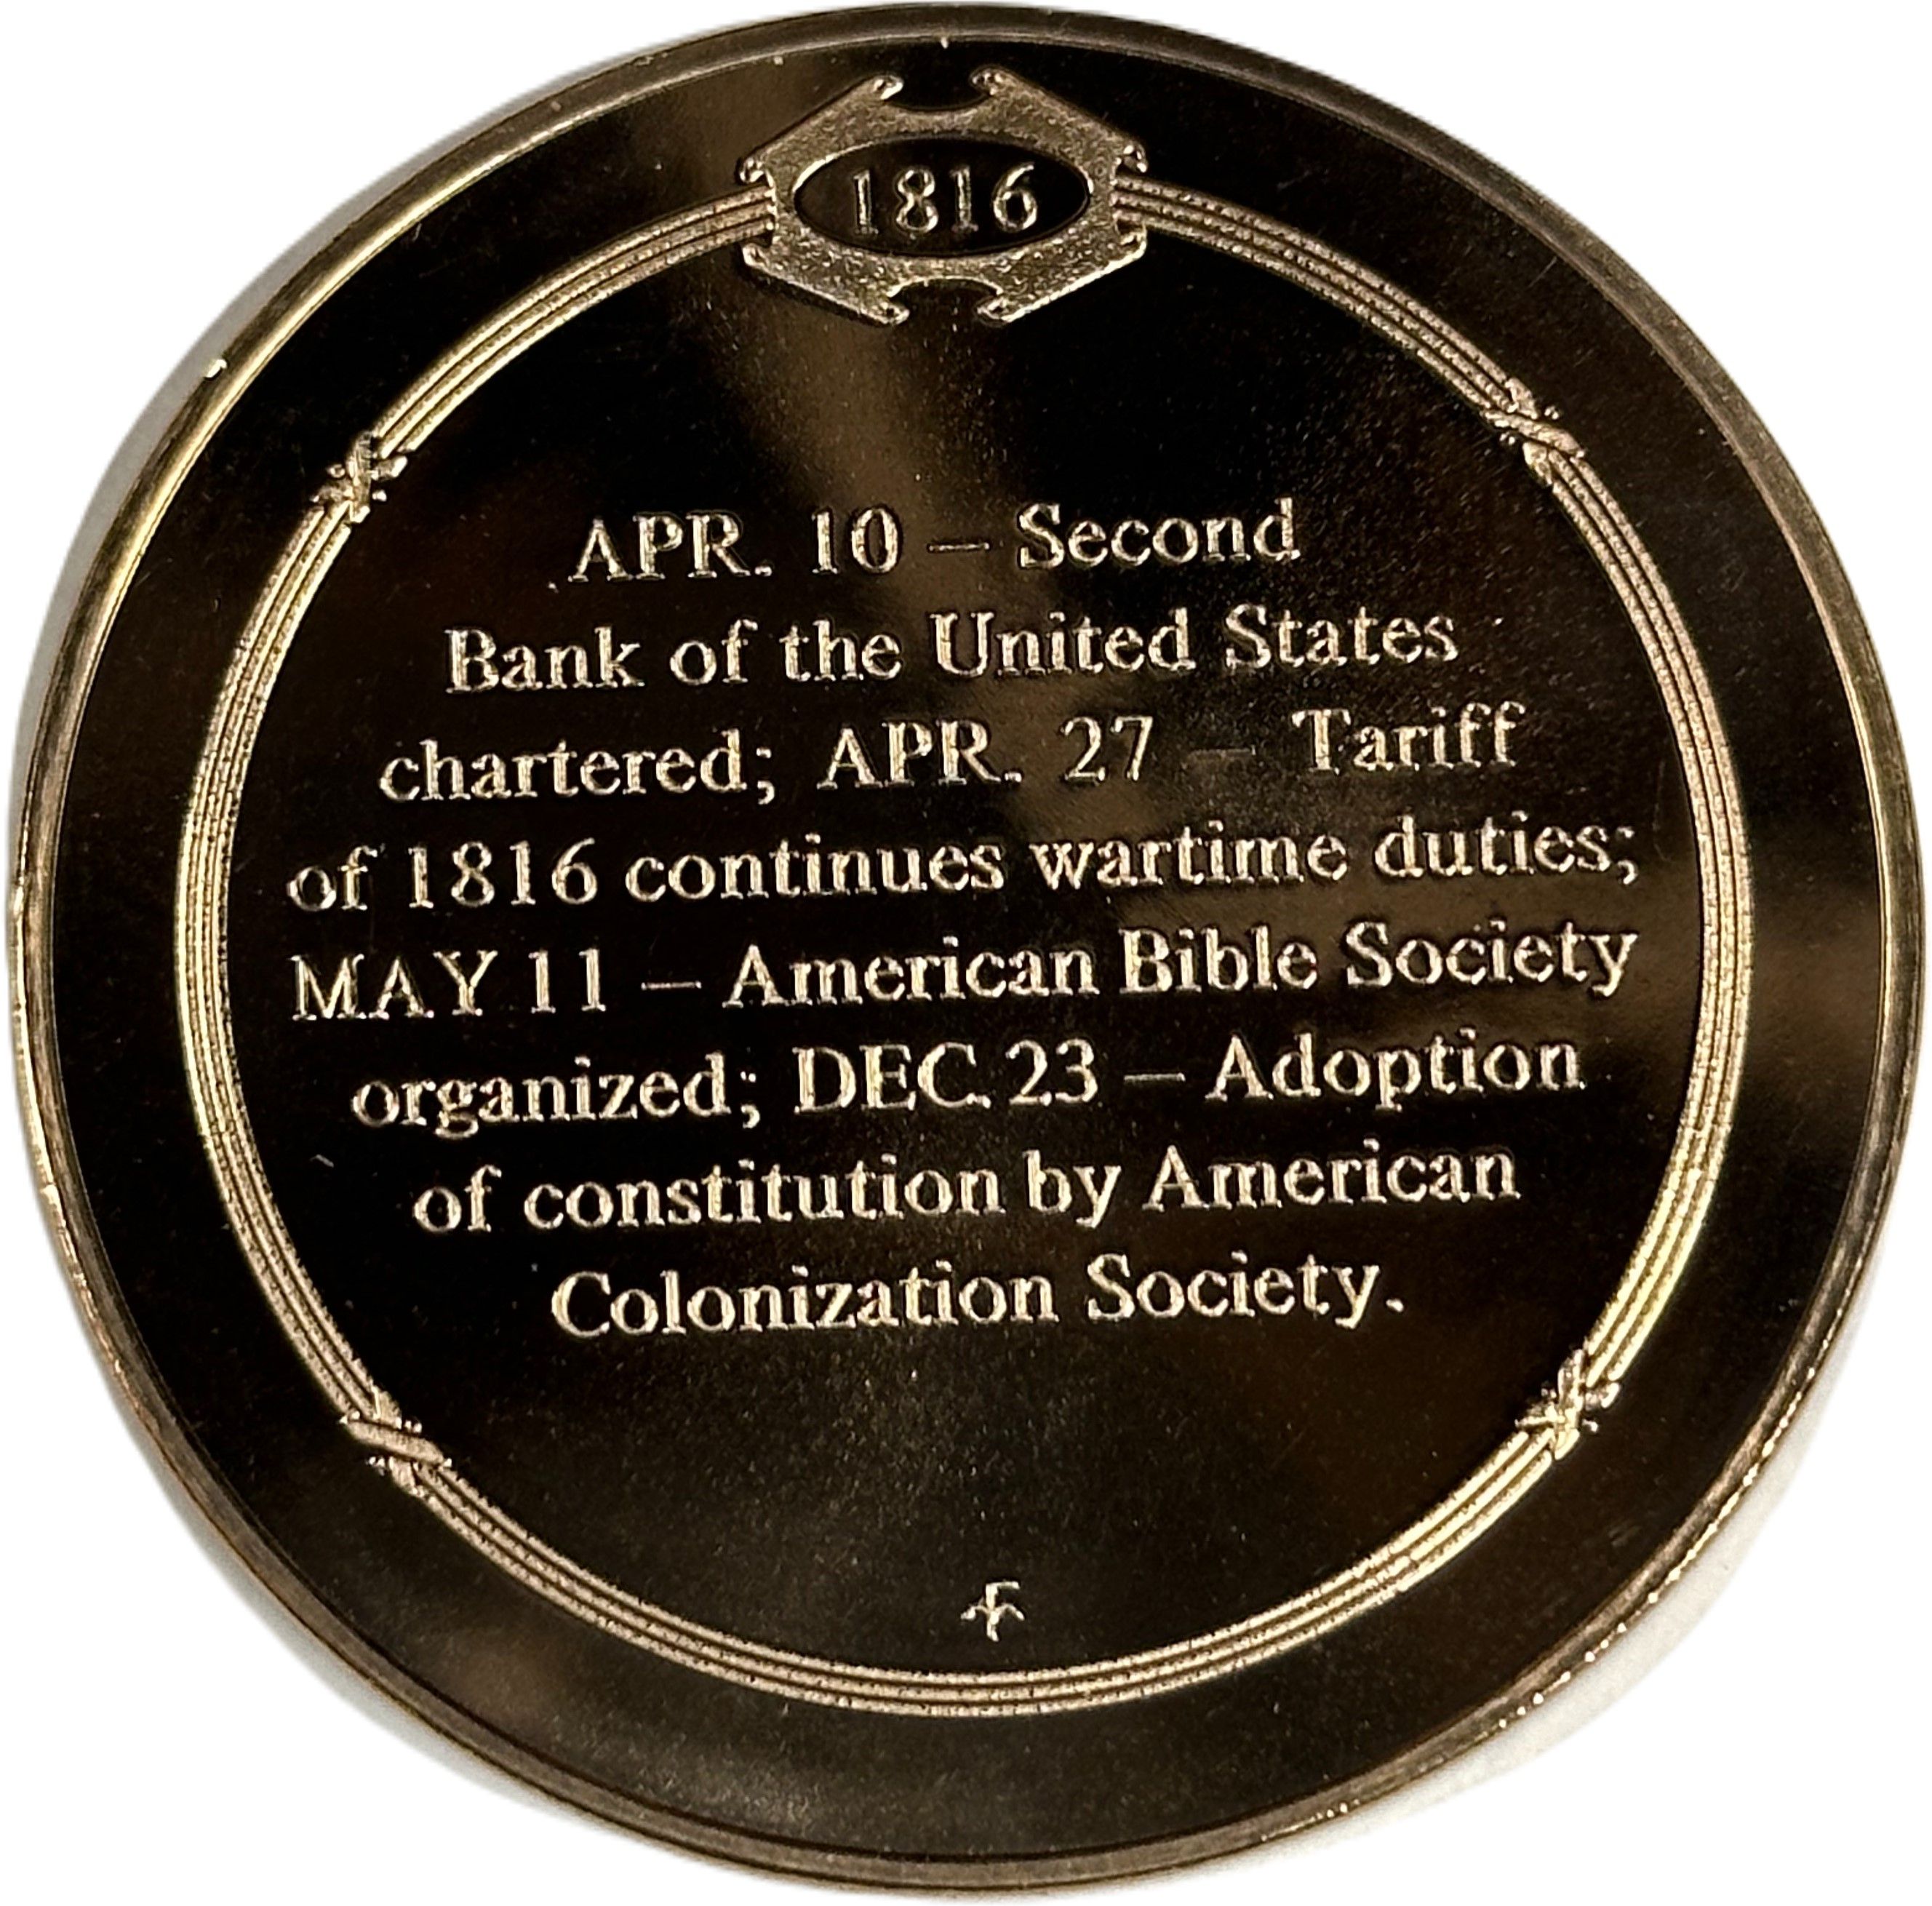 1816
APR. 10 — Second
Bank of the United States
chartered; APR. 27 — Tariff
of 1816 continues wartime duties;
MAY 11 — American Bible Society
organized; DEC. 23 — Adoption
of constitution by American
Colonization Society.